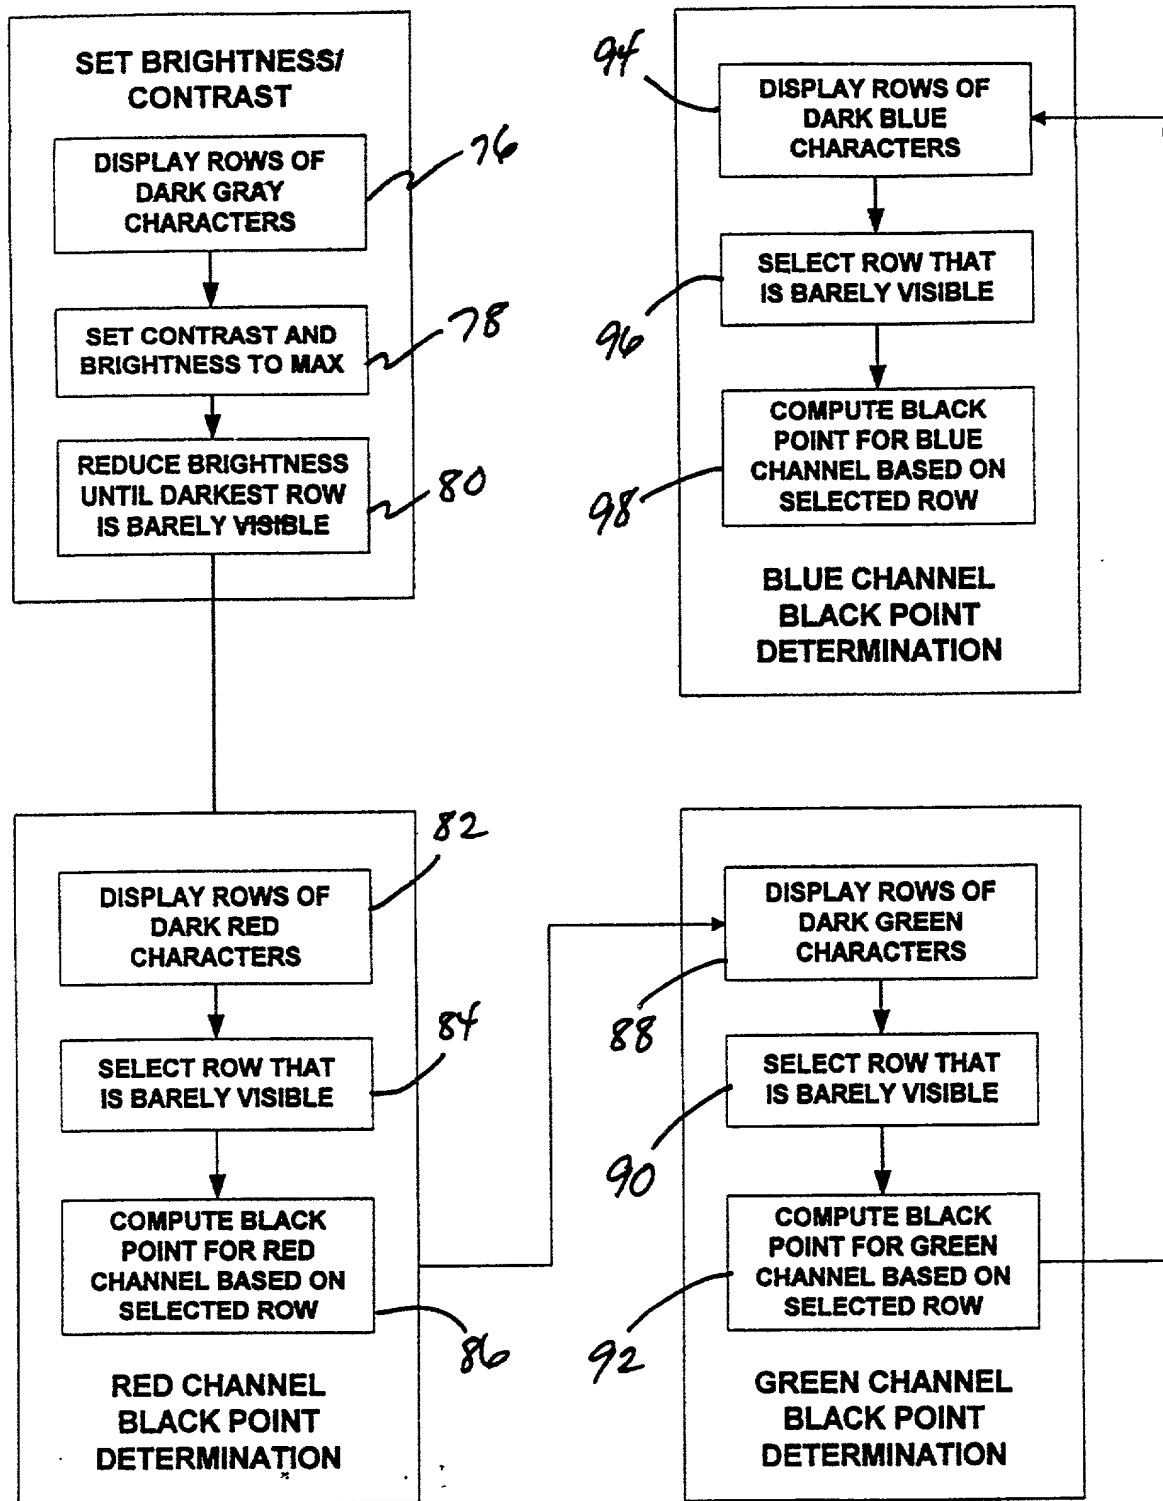 SET BRIGHTNESS/
CONTRAST
DISPLAY ROWS OF
DARK GRAY
CHARACTERS
76
SET CONTRAST AND
BRIGHTNESS TO MAX
78
REDUCE BRIGHTNESS
UNTIL DARKEST ROW
IS BARELY VISIBLE
80
82
DISPLAY ROWS OF
DARK RED
CHARACTERS
84
SELECT ROW THAT
IS BARELY VISIBLE
COMPUTE BLACK
POINT FOR RED
CHANNEL BASED ON
SELECTED ROW
86
RED CHANNEL
BLACK POINT
DETERMINATION
DISPLAY ROWS OF
DARK GREEN
CHARACTERS
88
SELECT ROW THAT
IS BARELY VISIBLE
90
COMPUTE BLACK
POINT FOR GREEN
CHANNEL BASED ON
SELECTED ROW
92
GREEN CHANNEL
BLACK POINT
DETERMINATION
94
DISPLAY ROWS OF
DARK BLUE
CHARACTERS
SELECT ROW THAT
IS BARELY VISIBLE
96
COMPUTE BLACK
POINT FOR BLUE
CHANNEL BASED ON
SELECTED ROW
98
BLUE CHANNEL
BLACK POINT
DETERMINATION